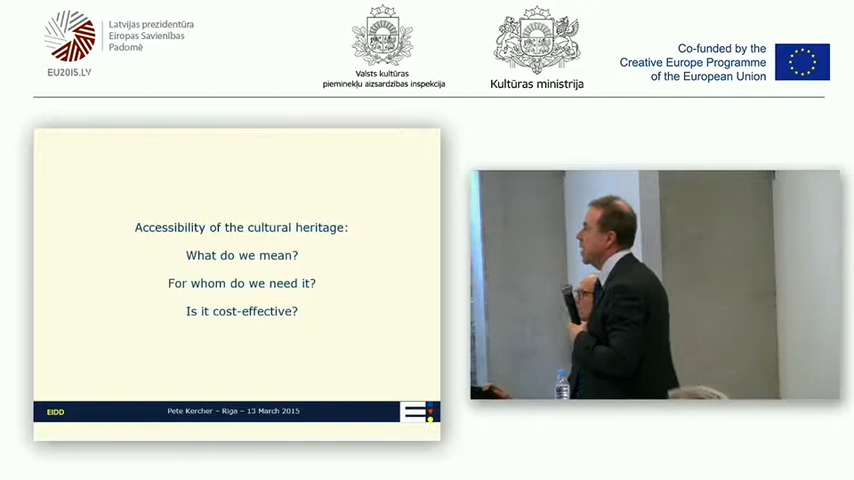 Latvijas prezidentūra
Eiropas Savienības
Padomē
EU2015.LV
Valsts kultūras
pieminekļu aizsardzības inspekcija
Kultūras ministrija
Co-funded by the
Creative Europe Programme
of the European Union
Accessibility of the cultural heritage:
What do we mean?
For whom do we need it?
Is it cost-effective?
EIDD
Pete Kercher – Riga – 13 March 2015